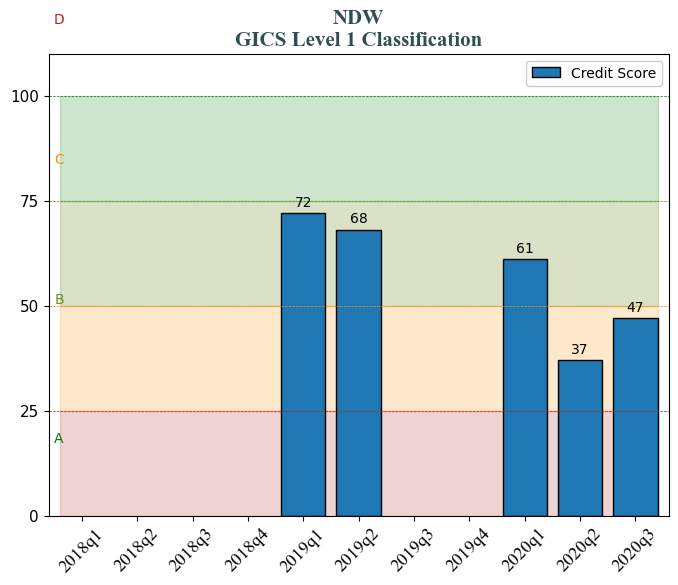 D
NDW
GICS Level 1 Classification
Credit Score
100
C
75
72
68
61
B
50
47
37
25
A
0
2018q1 2018q2 2018q3 2018q4 2019q1 2019q2 2019q3 2019q4 2020q1 2020q2 2020q3